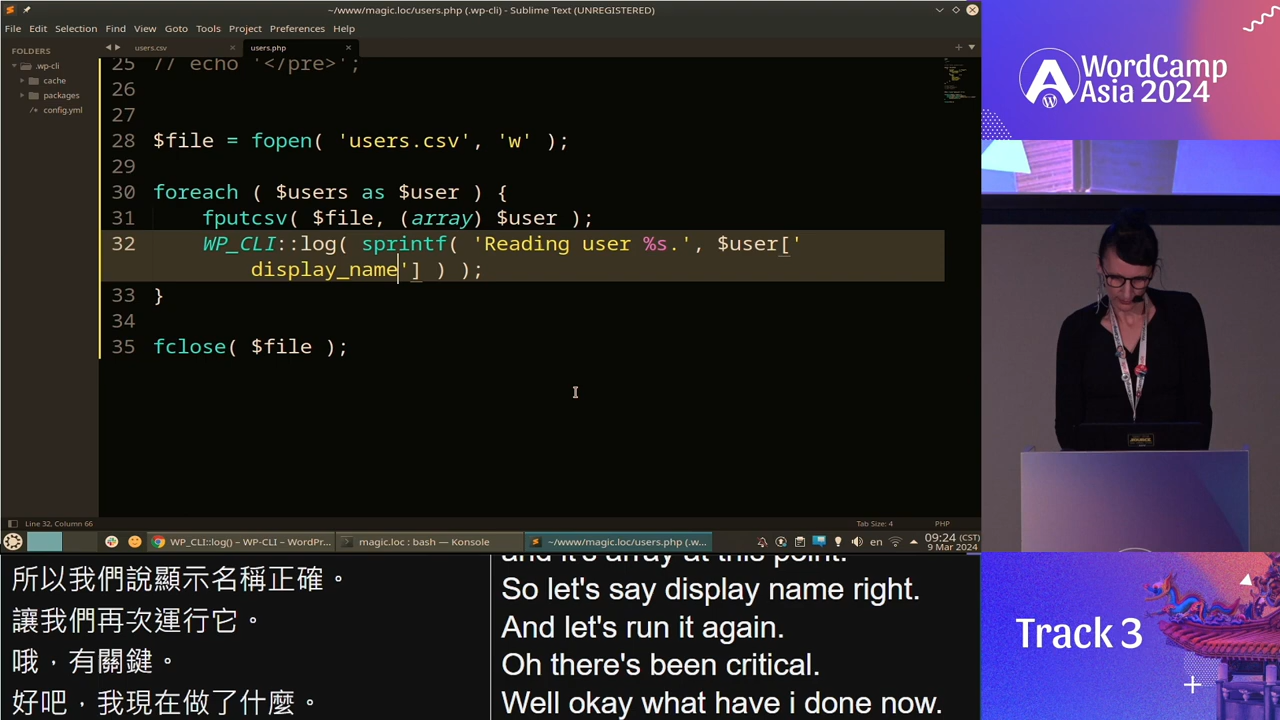 ~/www/magic.loc/users.php (.wp-cli) - Sublime Text (UNREGISTERED)
File Edit Selection Find View Goto Tools Project Preferences Help
FOLDERS
.wp-cli
cache
packages
config.yml
users.csv
users.php
25 // echo '</pre>';
26
27
28 $file = fopen( 'users.csv', 'w' );
29
30 foreach ( $users as $user ) {
31 fputcsv( $file, (array) $user );
32 WP_CLI::log( sprintf( 'Reading user %s.', $user['
display_name'] ) );
33 }
34
35 fclose( $file );
Line 32, Column 66
Tab Size: 4
PHP
WP_CLI::log() – WP-CLI – WordPr...
magic.loc : bash — Konsole
~/www/magic.loc/users.php (.w...
en
09:24 (CST)
9 Mar 2024
WordCamp
Asia 2024
所以我們說顯示名稱正確。
讓我們再次運行它。
哦，有關鍵。
好吧，我現在做了什麼。
and it's array at this point.
So let's say display name right.
And let's run it again.
Oh there's been critical.
Well okay what have i done now.
Track 3